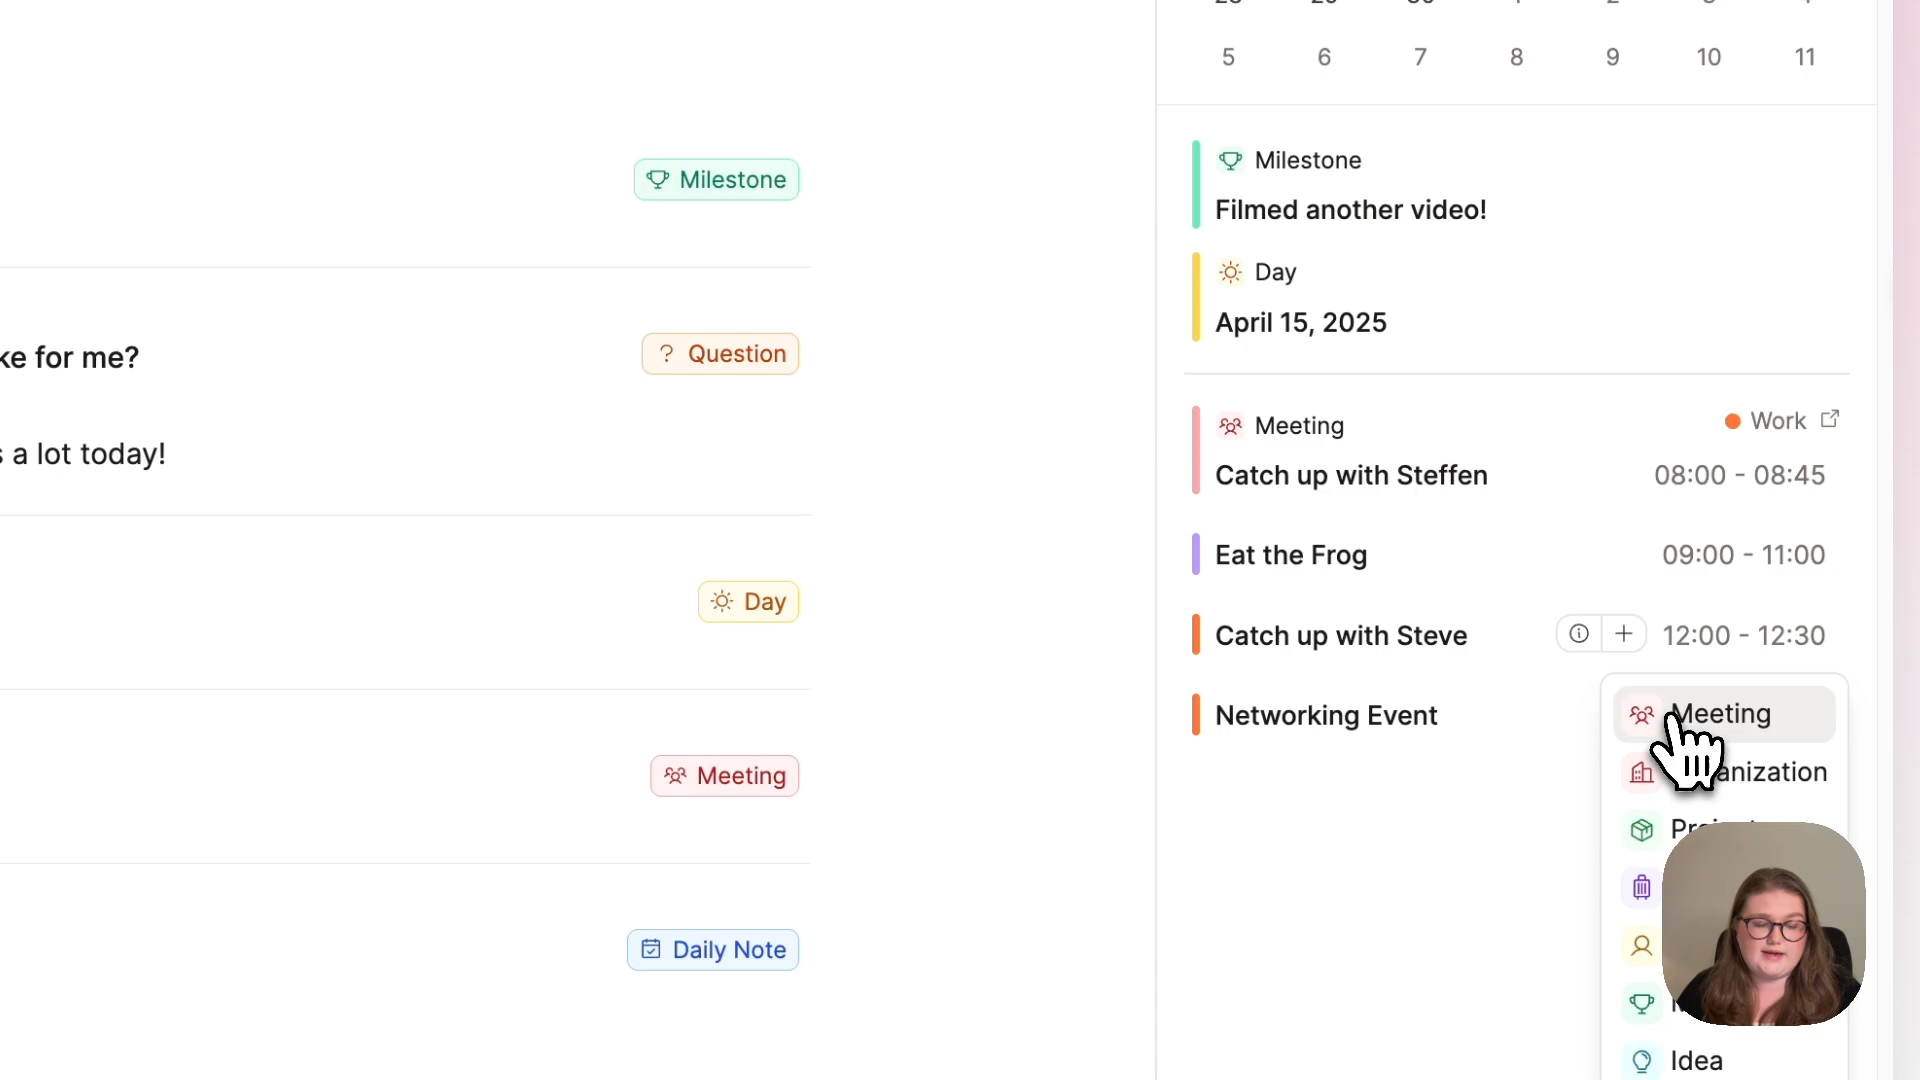 5 6 7 8 9 10 11
Milestone
Question
ke for me?
a lot today!
Day
Meeting
Daily Note
Milestone
Filmed another video!
Day
April 15, 2025
Meeting
Work
Catch up with Steffen
08:00 - 08:45
Eat the Frog
09:00 - 11:00
Catch up with Steve
12:00 - 12:30
Networking Event
Meeting
anization
Idea